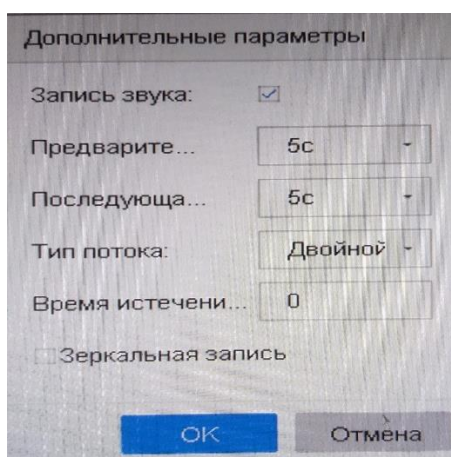 Дополнительные параметры
Запись звука:
Предварите... 5с
Последующа... 5с
Тип потока: Двойной
Время истечени... 0
Зеркальная запись
OK Отмена